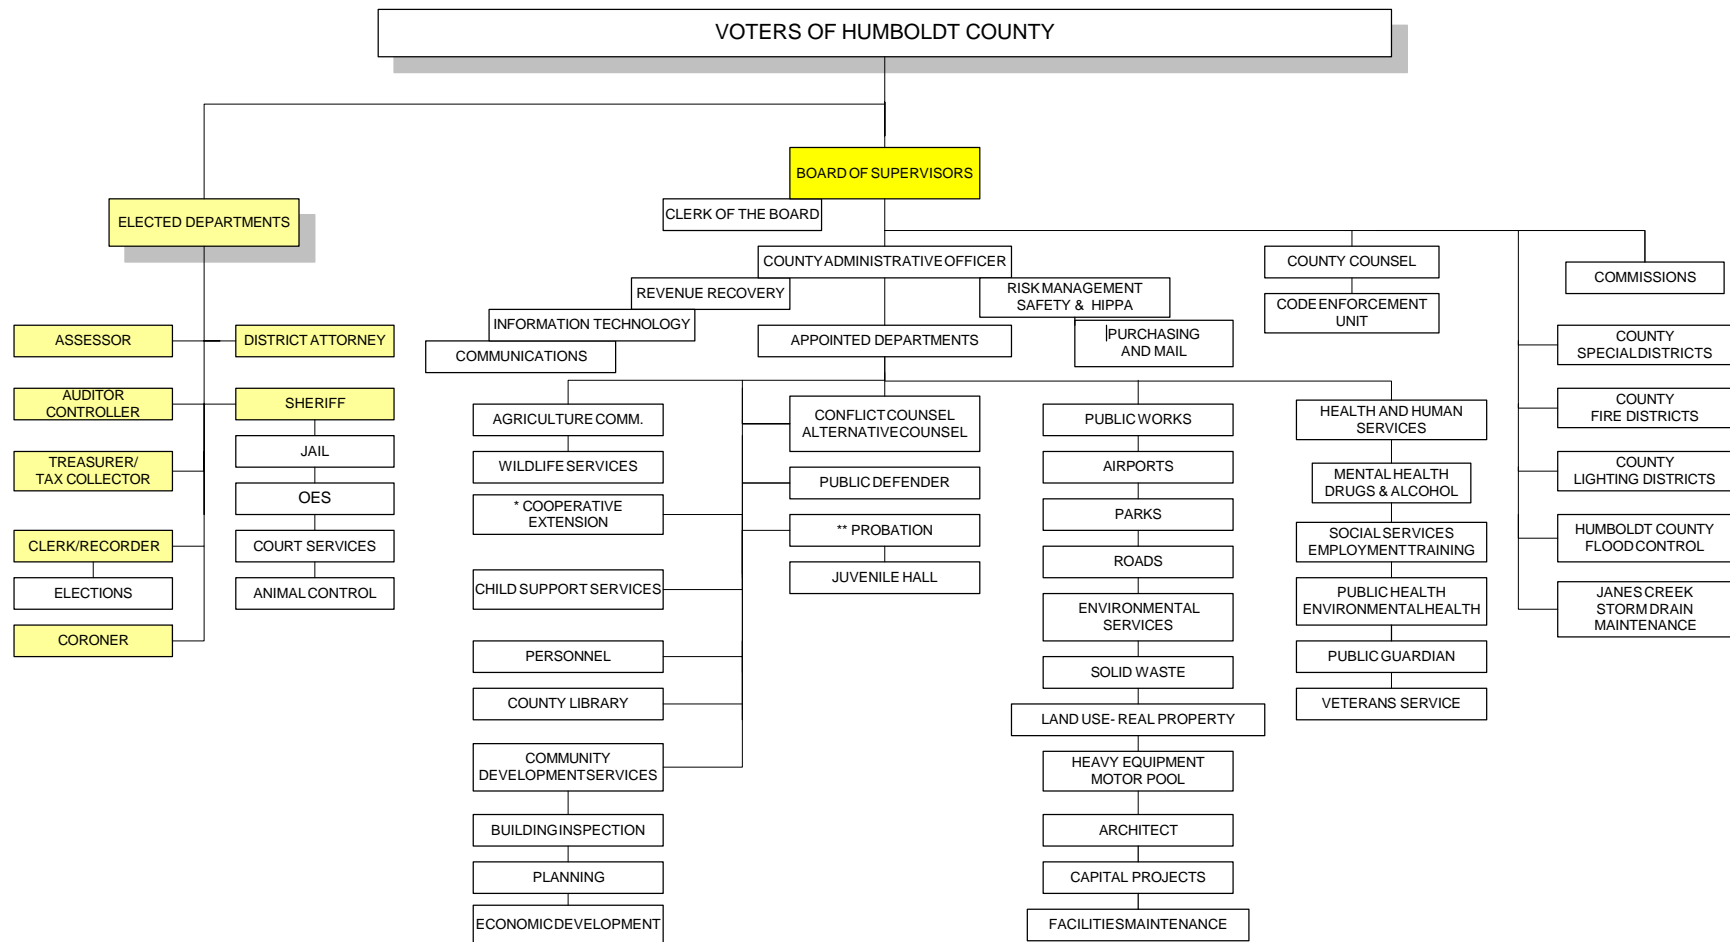 VOTERS OF HUMBOLDT COUNTY
BOARD OF SUPERVISORS
CLERK OF THE BOARD
ELECTED DEPARTMENTS
ASSESSOR
DISTRICT ATTORNEY
AUDITOR
CONTROLLER
SHERIFF
JAIL
TREASURER/
TAX COLLECTOR
OES
CLERK/RECORDER
COURT SERVICES
ELECTIONS
ANIMAL CONTROL
CORONER
COUNTY ADMINISTRATIVE OFFICER
REVENUE RECOVERY
RISK MANAGEMENT
SAFETY & HIPPA
INFORMATION TECHNOLOGY
PURCHASING
AND MAIL
COMMUNICATIONS
APPOINTED DEPARTMENTS
COUNTY COUNSEL
CODE ENFORCEMENT
UNIT
COMMISSIONS
COUNTY
SPECIAL DISTRICTS
COUNTY
FIRE DISTRICTS
COUNTY
LIGHTING DISTRICTS
HUMBOLDT COUNTY
FLOOD CONTROL
JANES CREEK
STORM DRAIN
MAINTENANCE
AGRICULTURE COMM.
WILDLIFE SERVICES
* COOPERATIVE
EXTENSION
CHILD SUPPORT SERVICES
PERSONNEL
COUNTY LIBRARY
COMMUNITY
DEVELOPMENT SERVICES
BUILDING INSPECTION
PLANNING
ECONOMIC DEVELOPMENT
CONFLICT COUNSEL
ALTERNATIVE COUNSEL
PUBLIC DEFENDER
** PROBATION
JUVENILE HALL
PUBLIC WORKS
AIRPORTS
PARKS
ROADS
ENVIRONMENTAL
SERVICES
SOLID WASTE
LAND USE- REAL PROPERTY
HEAVY EQUIPMENT
MOTOR POOL
ARCHITECT
CAPITAL PROJECTS
FACILITIES MAINTENANCE
HEALTH AND HUMAN
SERVICES
MENTAL HEALTH
DRUGS & ALCOHOL
SOCIAL SERVICES
EMPLOYMENT TRAINING
PUBLIC HEALTH
ENVIRONMENTAL HEALTH
PUBLIC GUARDIAN
VETERANS SERVICE